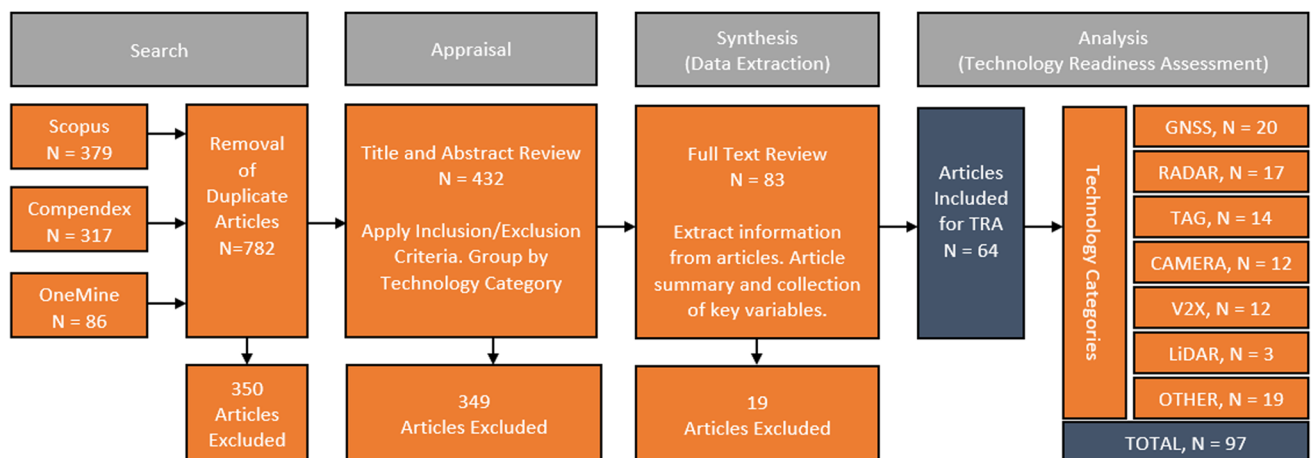 Search
Appraisal
Synthesis
(Data Extraction)
Analysis
(Technology Readiness Assessment)
Scopus
N = 379
Compendex
N = 317
OneMine
N = 86
Removal
of
Duplicate
Articles
N=782
350
Articles
Excluded
Title and Abstract Review
N = 432
Apply Inclusion/Exclusion
Criteria. Group by
Technology Category
349
Articles Excluded
Full Text Review
N = 83
Extract information
from articles. Article
summary and collection
of key variables.
19
Articles Excluded
Articles
Included
for TRA
N = 64
Technology Categories
GNSS, N = 20
RADAR, N = 17
TAG, N = 14
CAMERA, N = 12
V2X, N = 12
LiDAR, N = 3
OTHER, N = 19
TOTAL, N = 97